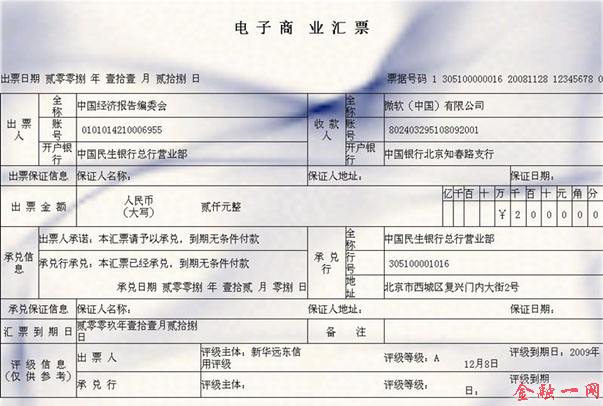 电子商 业汇票
出票日期 贰零零捌 年 壹拾壹 月 贰拾捌 日 票据号码 1 305100000016 20081128 12345678 0
出票人 全称 中国经济报告编委会 收款人 全称 微软（中国）有限公司
账号 0101014210006955 账号 802403295108092001
开户银行 中国民生银行总行营业部 开户银行 中国银行北京知春路支行
出票保证信息 保证人名称： 保证人地址： 保证日期：
出票金额 人民币（大写） 贰仟元整 亿千百十万千百十元角分
￥200000
承兑信息 出票人承诺：本汇票请予以承兑，到期无条件付款 承兑行 全称 中国民生银行总行营业部
承兑行承兑：本汇票已经承兑，到期无条件付款 行号 305100001016
承兑日期 贰零零捌 年 壹拾贰 月 零捌 日 地址 北京市西城区复兴门内大街2号
承兑保证信息 保证人名称： 保证人地址： 保证日期：
汇票到期日 贰零零玖年壹拾壹月贰拾捌日 备注
评级信息（仅供参考） 出票人 评级主体：新华远东信用评级 评级等级：A 评级到期日：2009年12月8日
承兑行 评级主体： 评级等级： 评级到期日：
金融一网